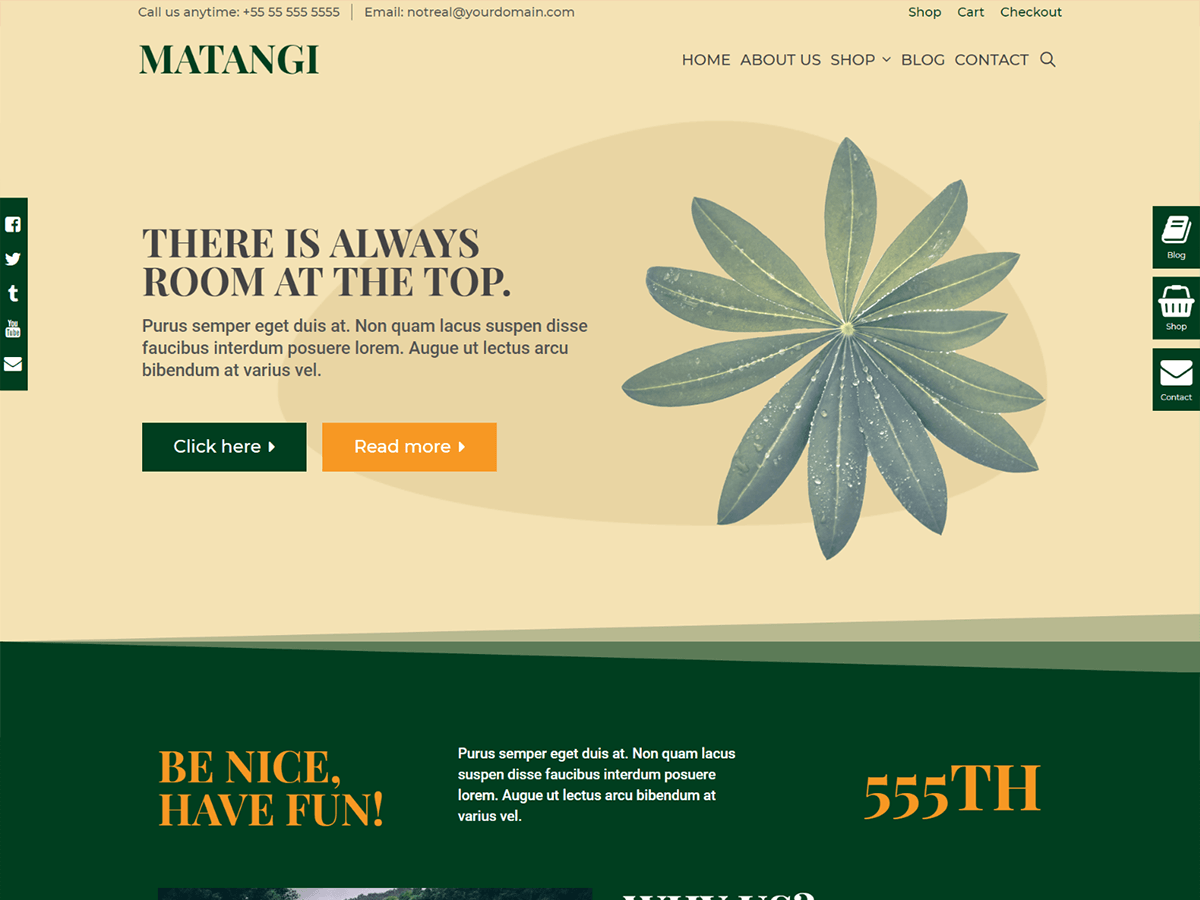 Call us anytime: +55 55 555 5555 Email: notreal@yourdomain.com
Shop Cart Checkout
MATANGI
HOME ABOUT US SHOP BLOG CONTACT
THERE IS ALWAYS
ROOM AT THE TOP.
Purus semper eget duis at. Non quam lacus suspen disse
faucibus interdum posuere lorem. Augue ut lectus arcu
bibendum at varius vel.
Click here
Read more
You
Tube
Blog
Shop
Contact
BE NICE,
HAVE FUN!
Purus semper eget duis at. Non quam lacus
suspen disse faucibus interdum posuere
lorem. Augue ut lectus arcu bibendum at
varius vel.
555TH
WHY US?